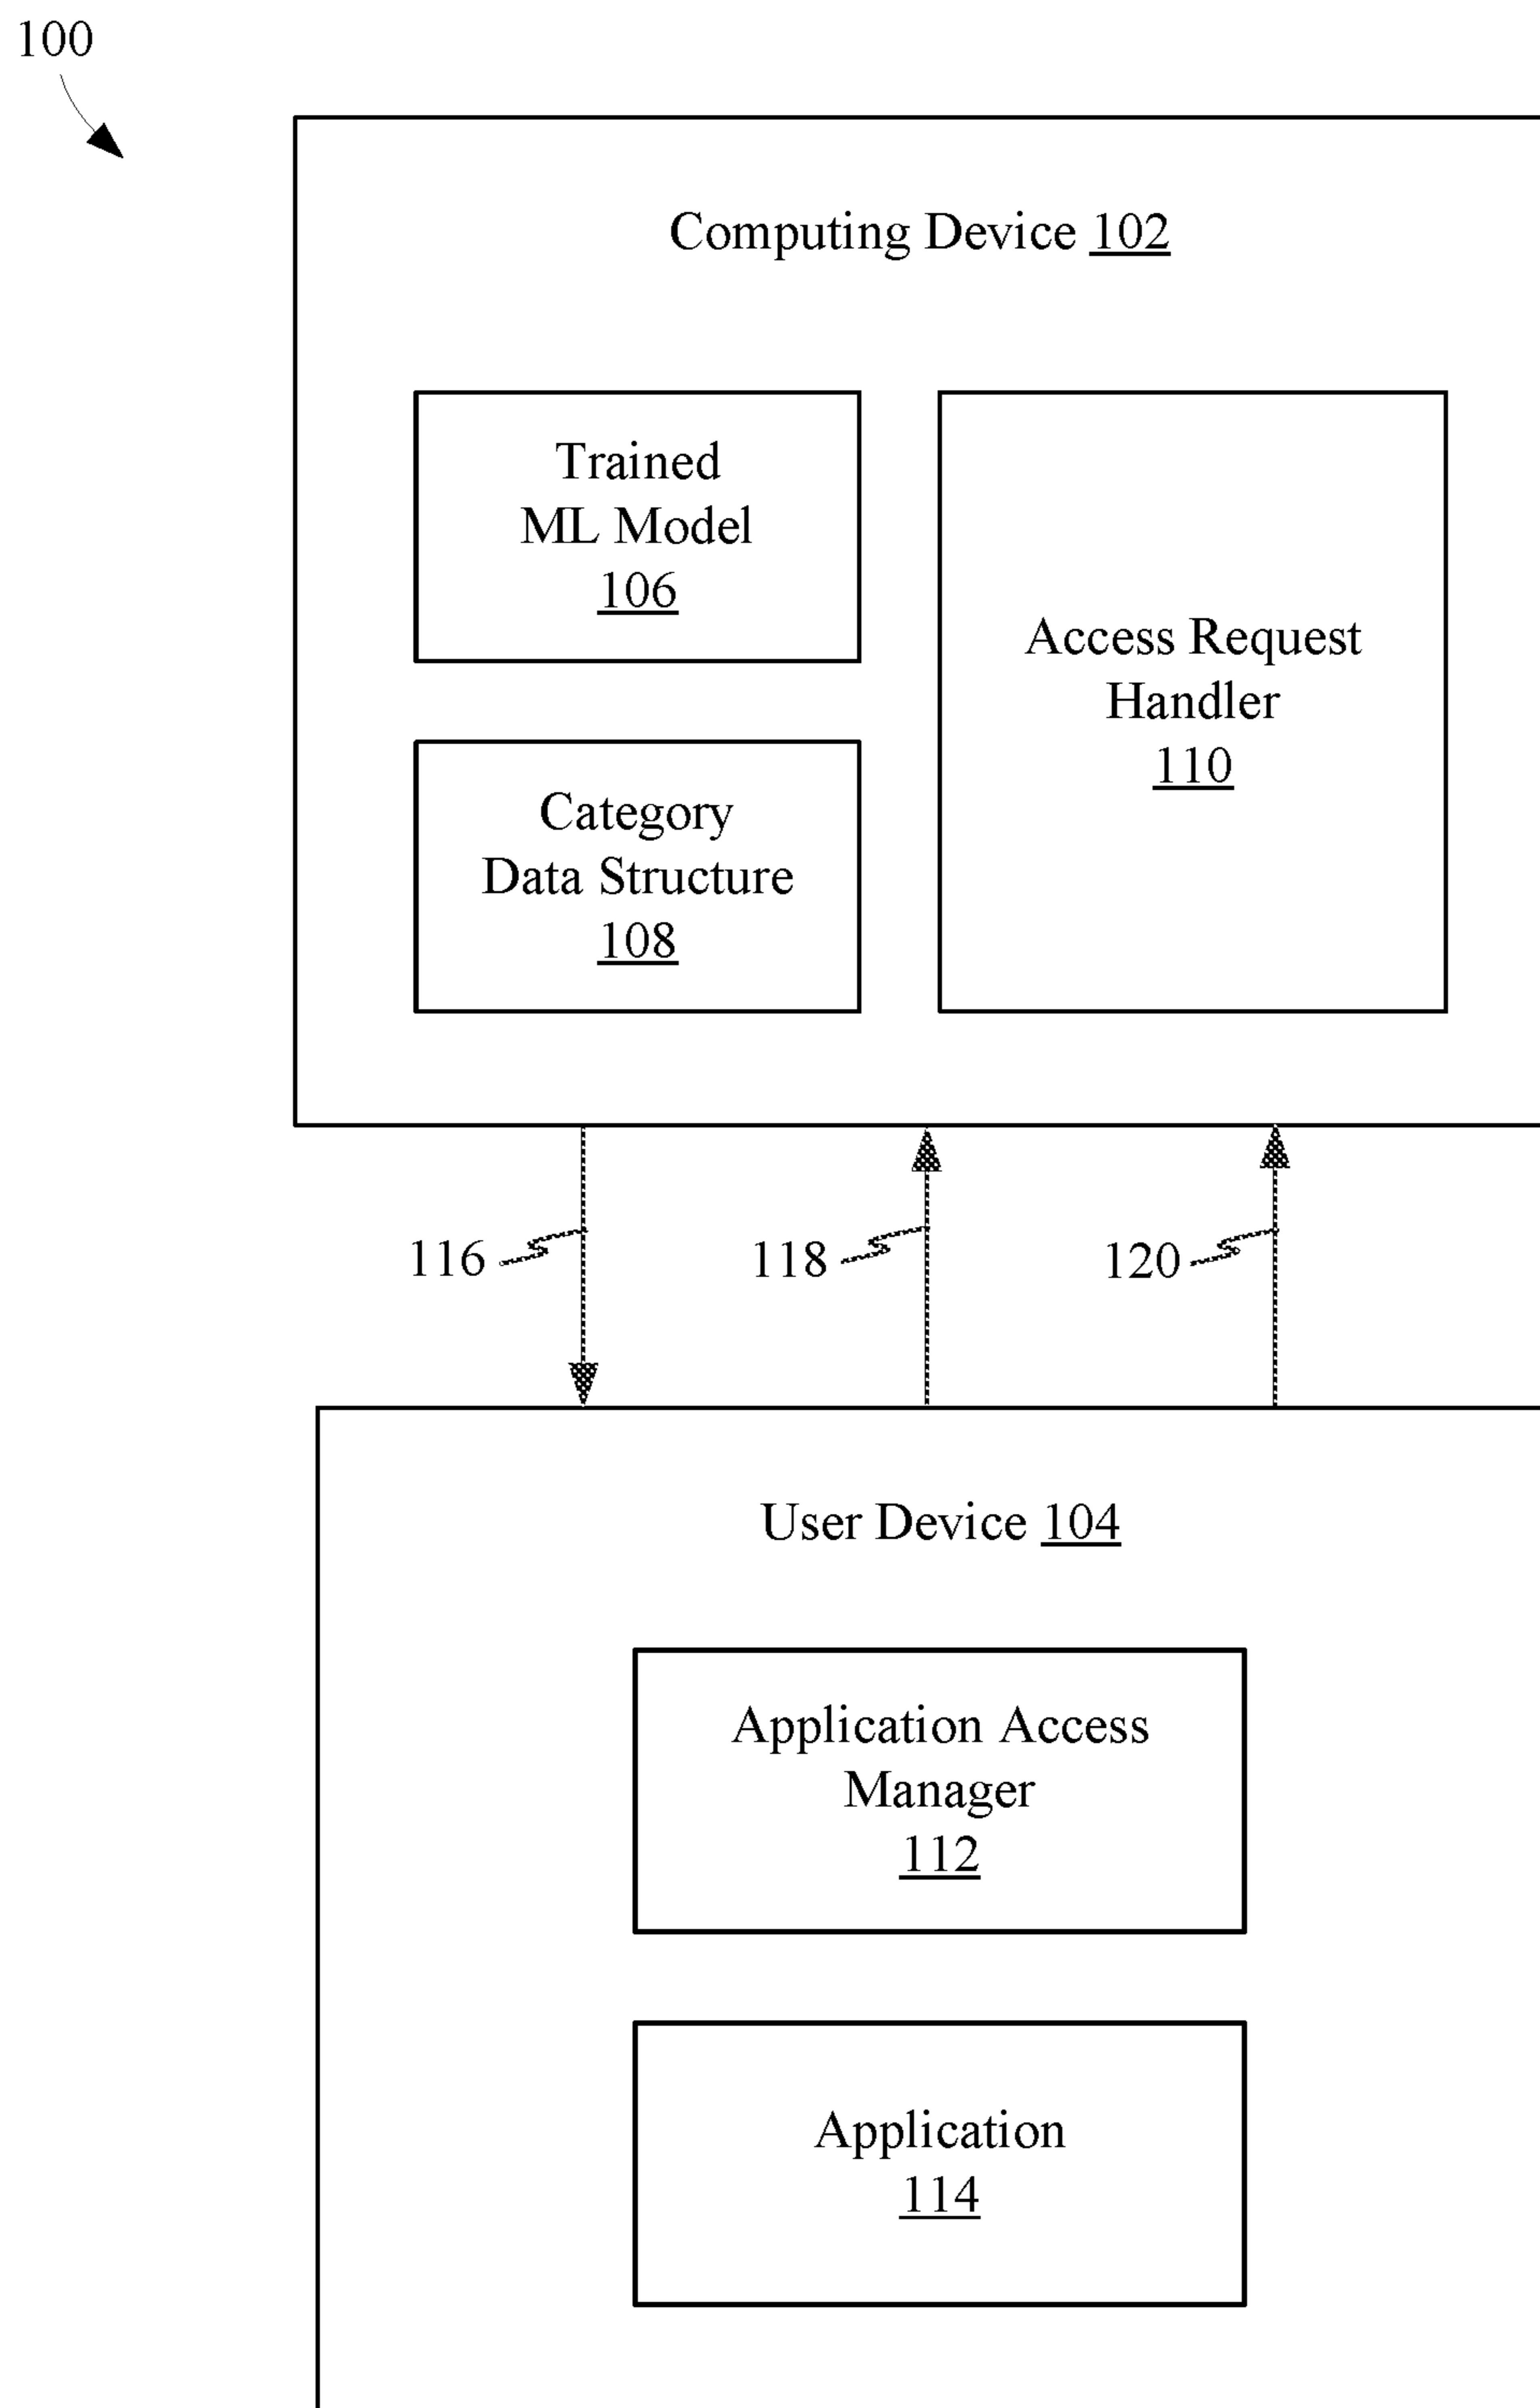 100
Computing Device 102
Trained
ML Model
106
Category
Data Structure
108
Access Request
Handler
110
116
118
120
User Device 104
Application Access
Manager
112
Application
114